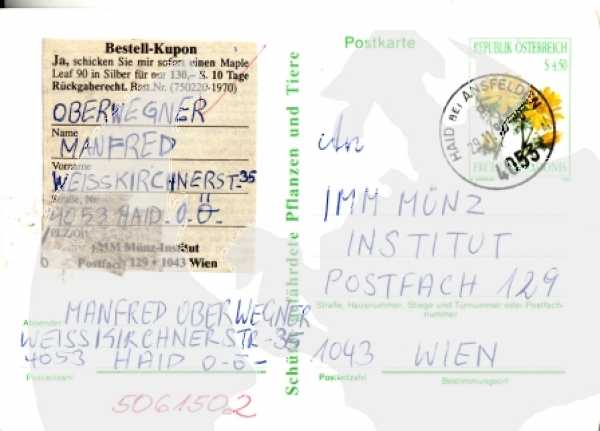 Bestell-Kupon
Ja, schicken Sie mir sofort einen Maple
Leaf 90 in Silber für nur 130,- S. 10 Tage
Rückgaberecht. Best.Nr. (750220-1970)
OBERWEGNER
Name
MANFRED
Vorname
WEISSKIRCHNERST-35
Straße, Nr.
4053 HAID. O.Ö-
PLZ/Ort
IMM Münz-Institut
Postfach 129 • 1043 Wien
MANFRED OBERWEGNER
Absender
WEISSKIRCHNERSTR-35
4053 HAID O-Ö-
Postleitzahl
5061502
Schützt gefährdete Pflanzen und Tiere
Postkarte
REPUBLIK ÖSTERREICH
S 4,50
HAID BEI ANSFELDEN
4053
An
IMM MÜNZ
INSTITUT
POSTFACH 129
Straße, Hausnummer, Stiege und Türnummer oder Postfach-
nummer
1043 WIEN
Postleitzahl
Bestimmungsort